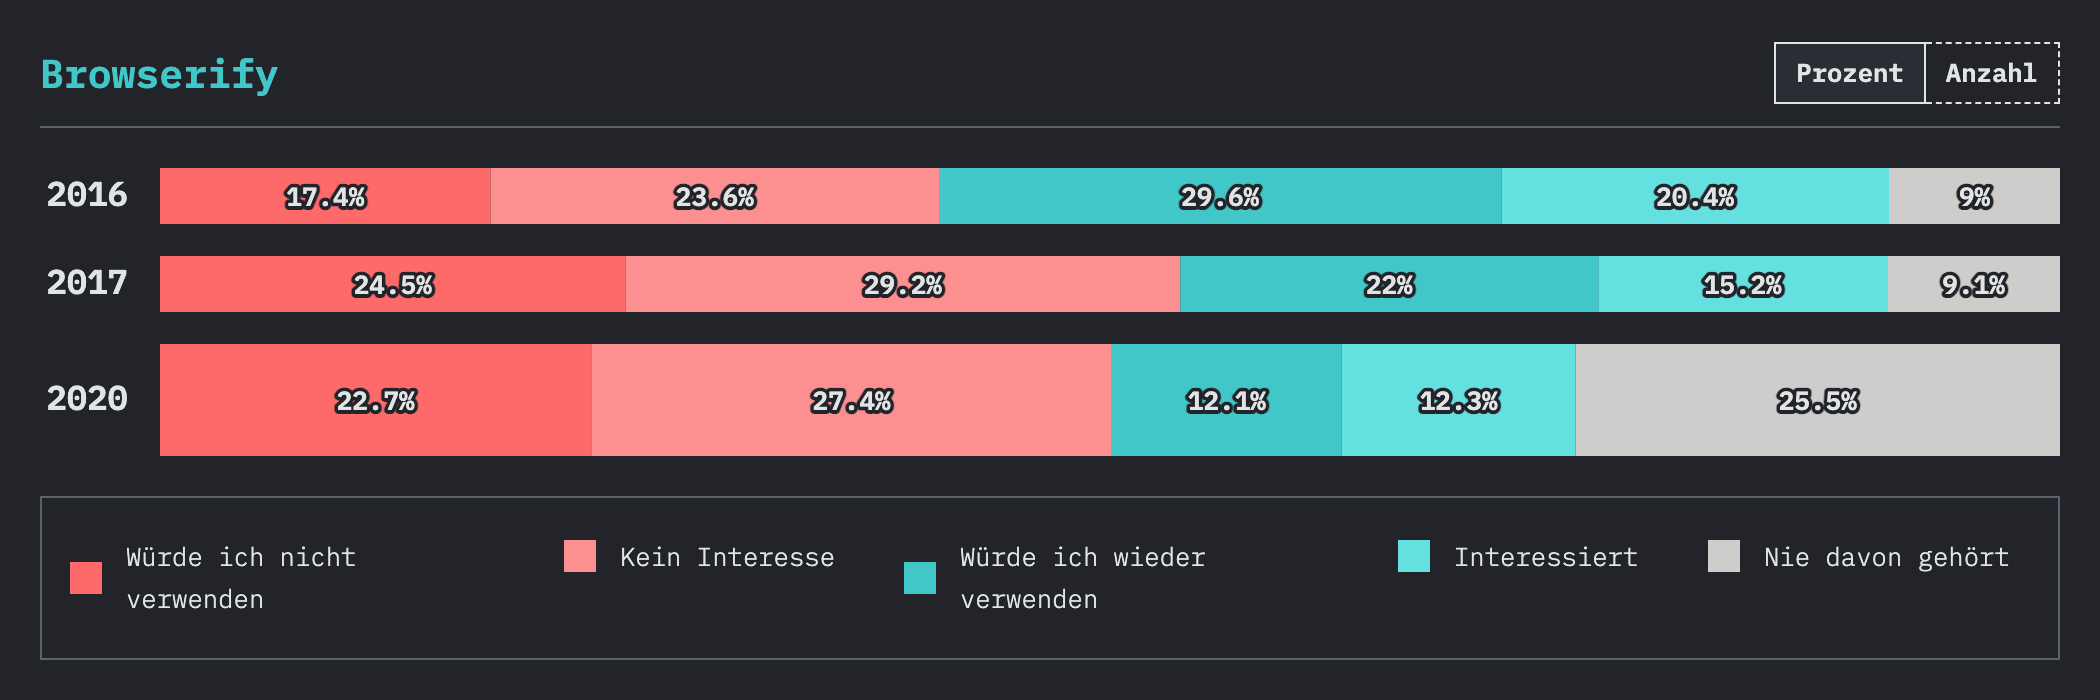 Browserify
Prozent Anzahl
2016 17.4% 23.6% 29.6% 20.4% 9%
2017 24.5% 29.2% 22% 15.2% 9.1%
2020 22.7% 27.4% 12.1% 12.3% 25.5%
Würde ich nicht
verwenden
Kein Interesse
Würde ich wieder
verwenden
Interessiert
Nie davon gehört